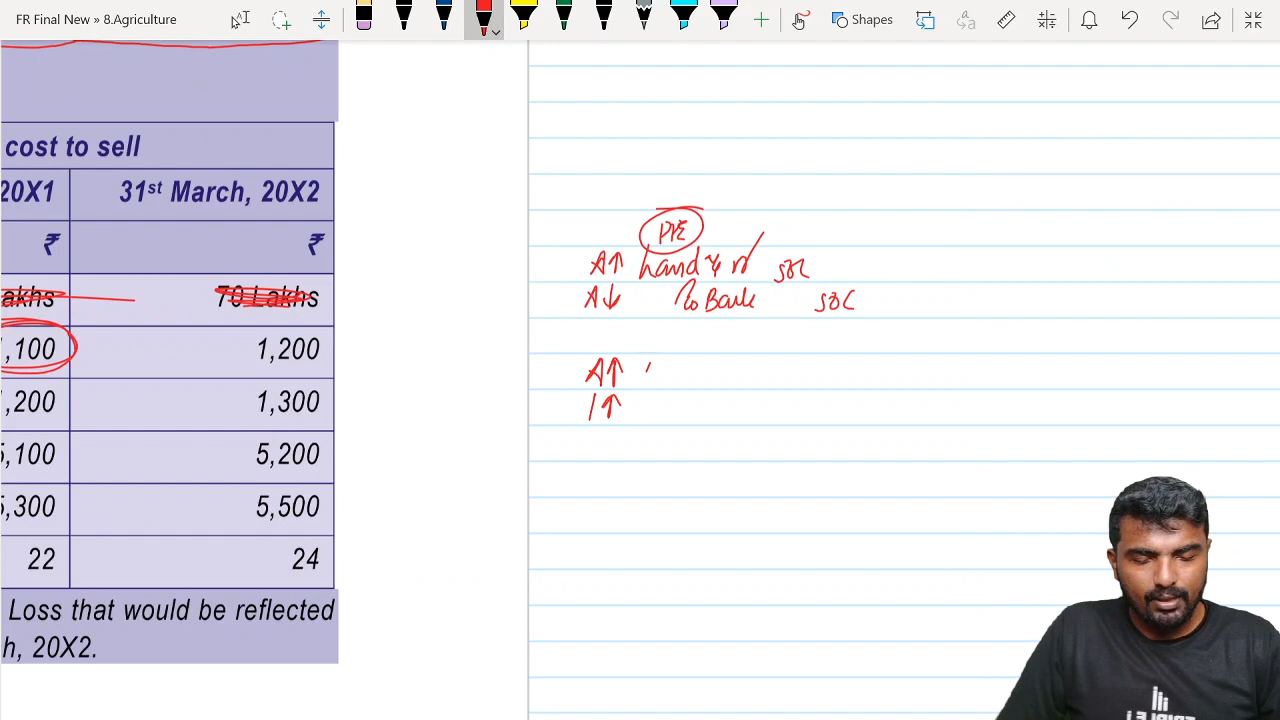 FR Final New » 8.Agriculture
Shapes
cost to sell
20X1 31st March, 20X2
₹ ₹
akhs 70 Lakhs
1,100 1,200
1,200 1,300
5,100 5,200
5,300 5,500
22 24
Loss that would be reflected
h, 20X2.
PPE
A↑ Land
A↓ To Bank
A↑
I↑